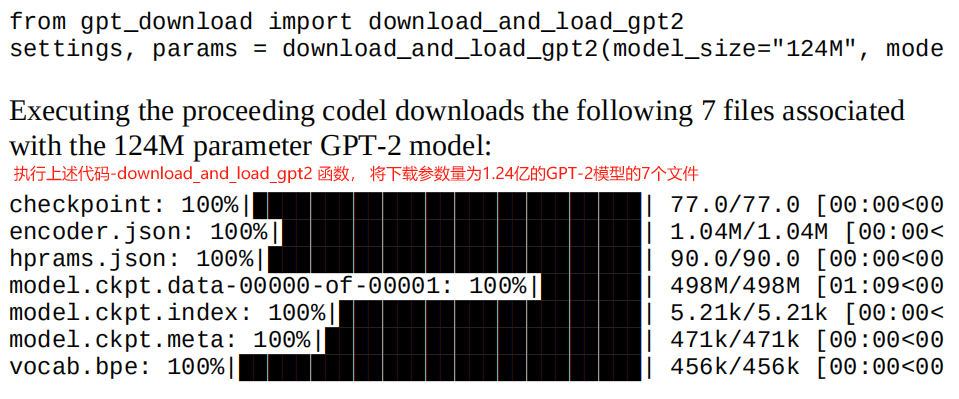 from gpt_download import download_and_load_gpt2
settings, params = download_and_load_gpt2(model_size="124M", mode
Executing the proceeding codel downloads the following 7 files associated
with the 124M parameter GPT-2 model:
执行上述代码-download_and_load_gpt2 函数， 将下载参数量为1.24亿的GPT-2模型的7个文件
checkpoint: 100%| | 77.0/77.0 [00:00<00
encoder.json: 100%| | 1.04M/1.04M [00:00<
hprams.json: 100%| | 90.0/90.0 [00:00<00
model.ckpt.data-00000-of-00001: 100%| | 498M/498M [01:09<00
model.ckpt.index: 100%| | 5.21k/5.21k [00:00<
model.ckpt.meta: 100%| | 471k/471k [00:00<00
vocab.bpe: 100%| | 456k/456k [00:00<00